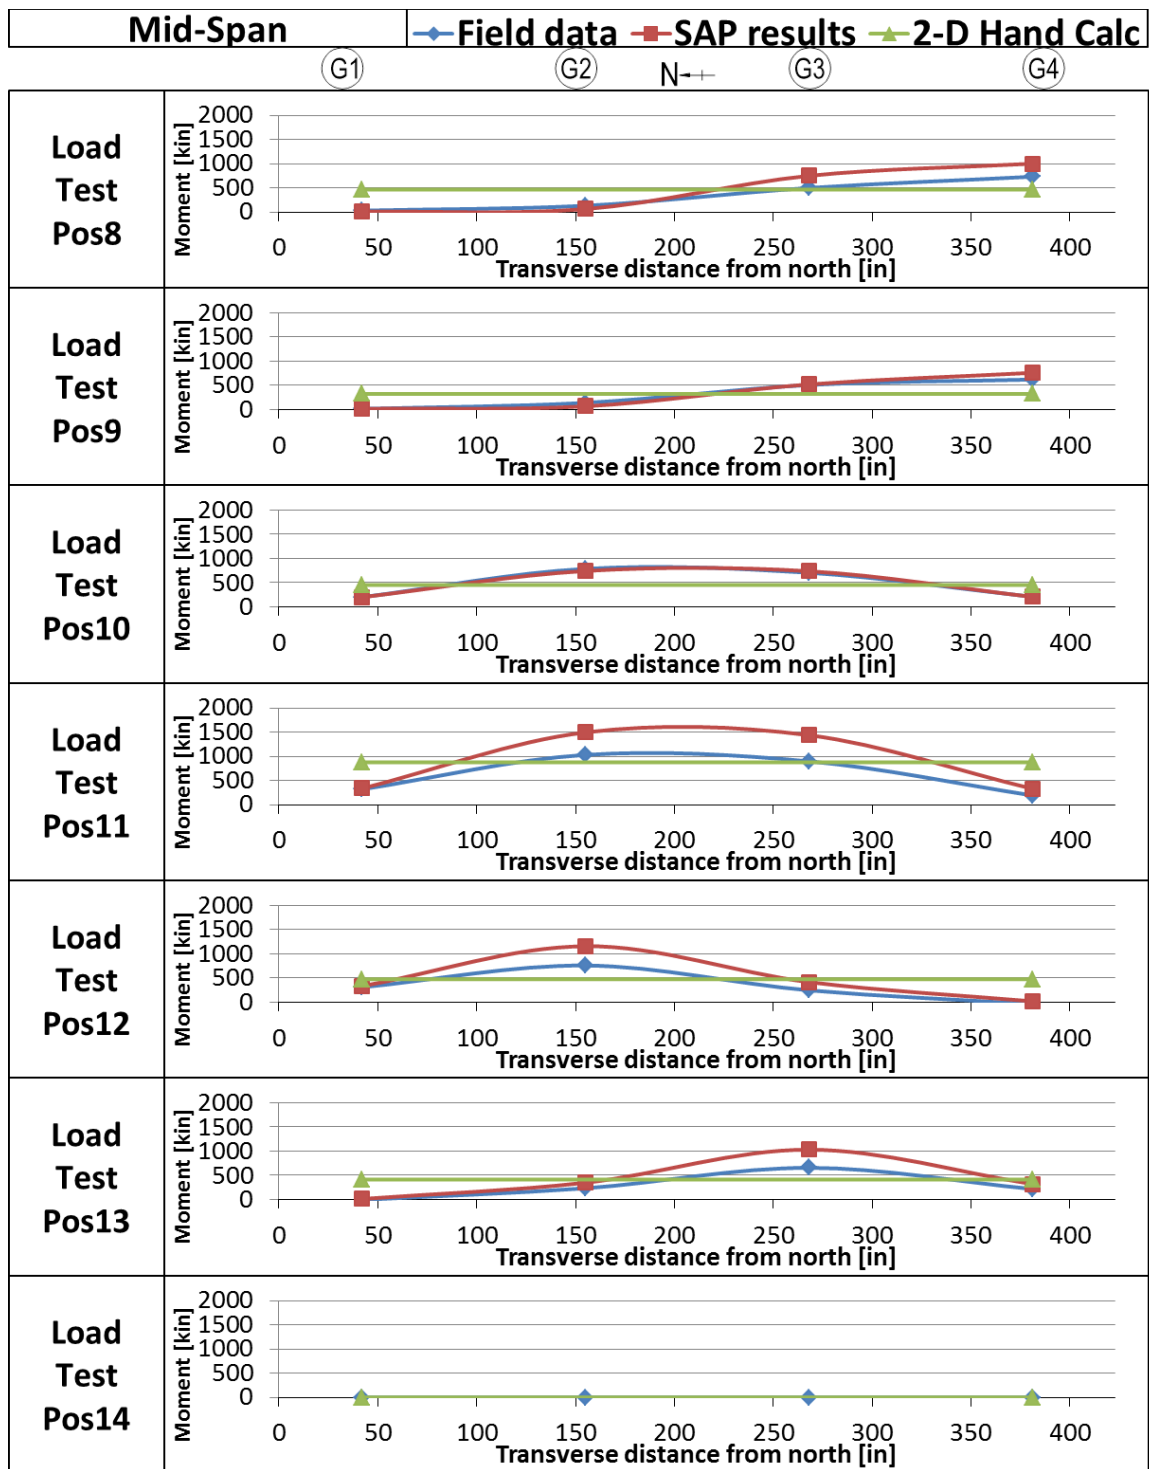 Mid-Span Field data SAP results 2-D Hand Calc
G1 G2 N G3 G4
Load Test Pos8
Moment [kin]
2000
1500
1000
500
0
0 50 100 150 200 250 300 350 400
Transverse distance from north [in]
Load Test Pos9
Moment [kin]
2000
1500
1000
500
0
0 50 100 150 200 250 300 350 400
Transverse distance from north [in]
Load Test Pos10
Moment [kin]
2000
1500
1000
500
0
0 50 100 150 200 250 300 350 400
Transverse distance from north [in]
Load Test Pos11
Moment [kin]
2000
1500
1000
500
0
0 50 100 150 200 250 300 350 400
Transverse distance from north [in]
Load Test Pos12
Moment [kin]
2000
1500
1000
500
0
0 50 100 150 200 250 300 350 400
Transverse distance from north [in]
Load Test Pos13
Moment [kin]
2000
1500
1000
500
0
0 50 100 150 200 250 300 350 400
Transverse distance from north [in]
Load Test Pos14
Moment [kin]
2000
1500
1000
500
0
0 50 100 150 200 250 300 350 400
Transverse distance from north [in]